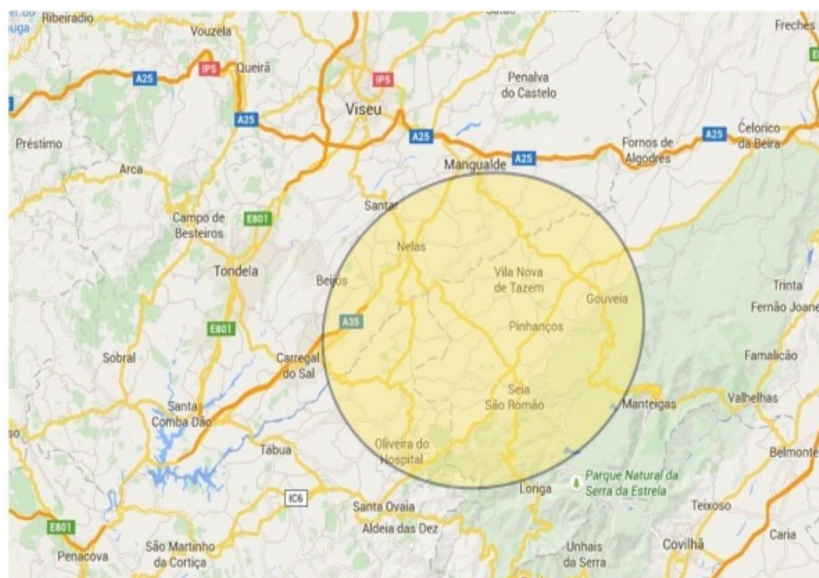 Ribeiradio
Vouzela
Freches
IP5
Queirã
A25
IP5
Penalva
do Castelo
Viseu
A25
A25
Préstimo
Fornos de
Algodres
A25
Celorico
da Beira
Mangualde
A25
Arca
Santar
Campo de
Besteiros
E801
Nelas
Tondela
Beijós
Vila Nova
de Tazem
Gouveia
Trinta
Fernão Joane
A35
E801
Pinhanços
Sobral
Carregal
do Sal
Famalicão
Seia
São Romão
Manteigas
Valhelhas
Santa
Comba Dão
Oliveira do
Hospital
Tábua
Belmonte
Parque Natural da
Serra da Estrela
Loriga
IC6
Santa Ovaia
Teixoso
E801
Aldeia das Dez
Caria
Penacova
São Martinho
da Cortiça
Unhais
da Serra
Covilhã